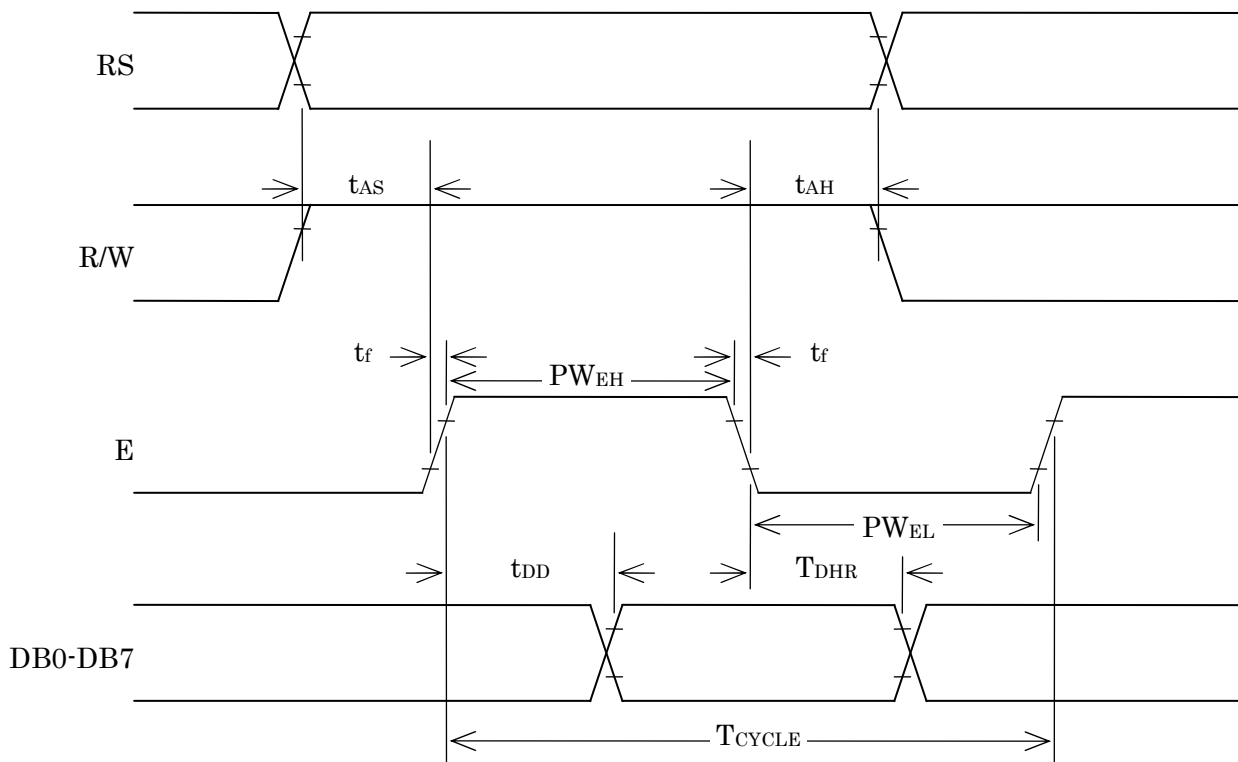 RS
tAS
tAH
R/W
tf
tf
PWEH
E
PWEL
tDD
TDHR
DB0-DB7
TCYCLE